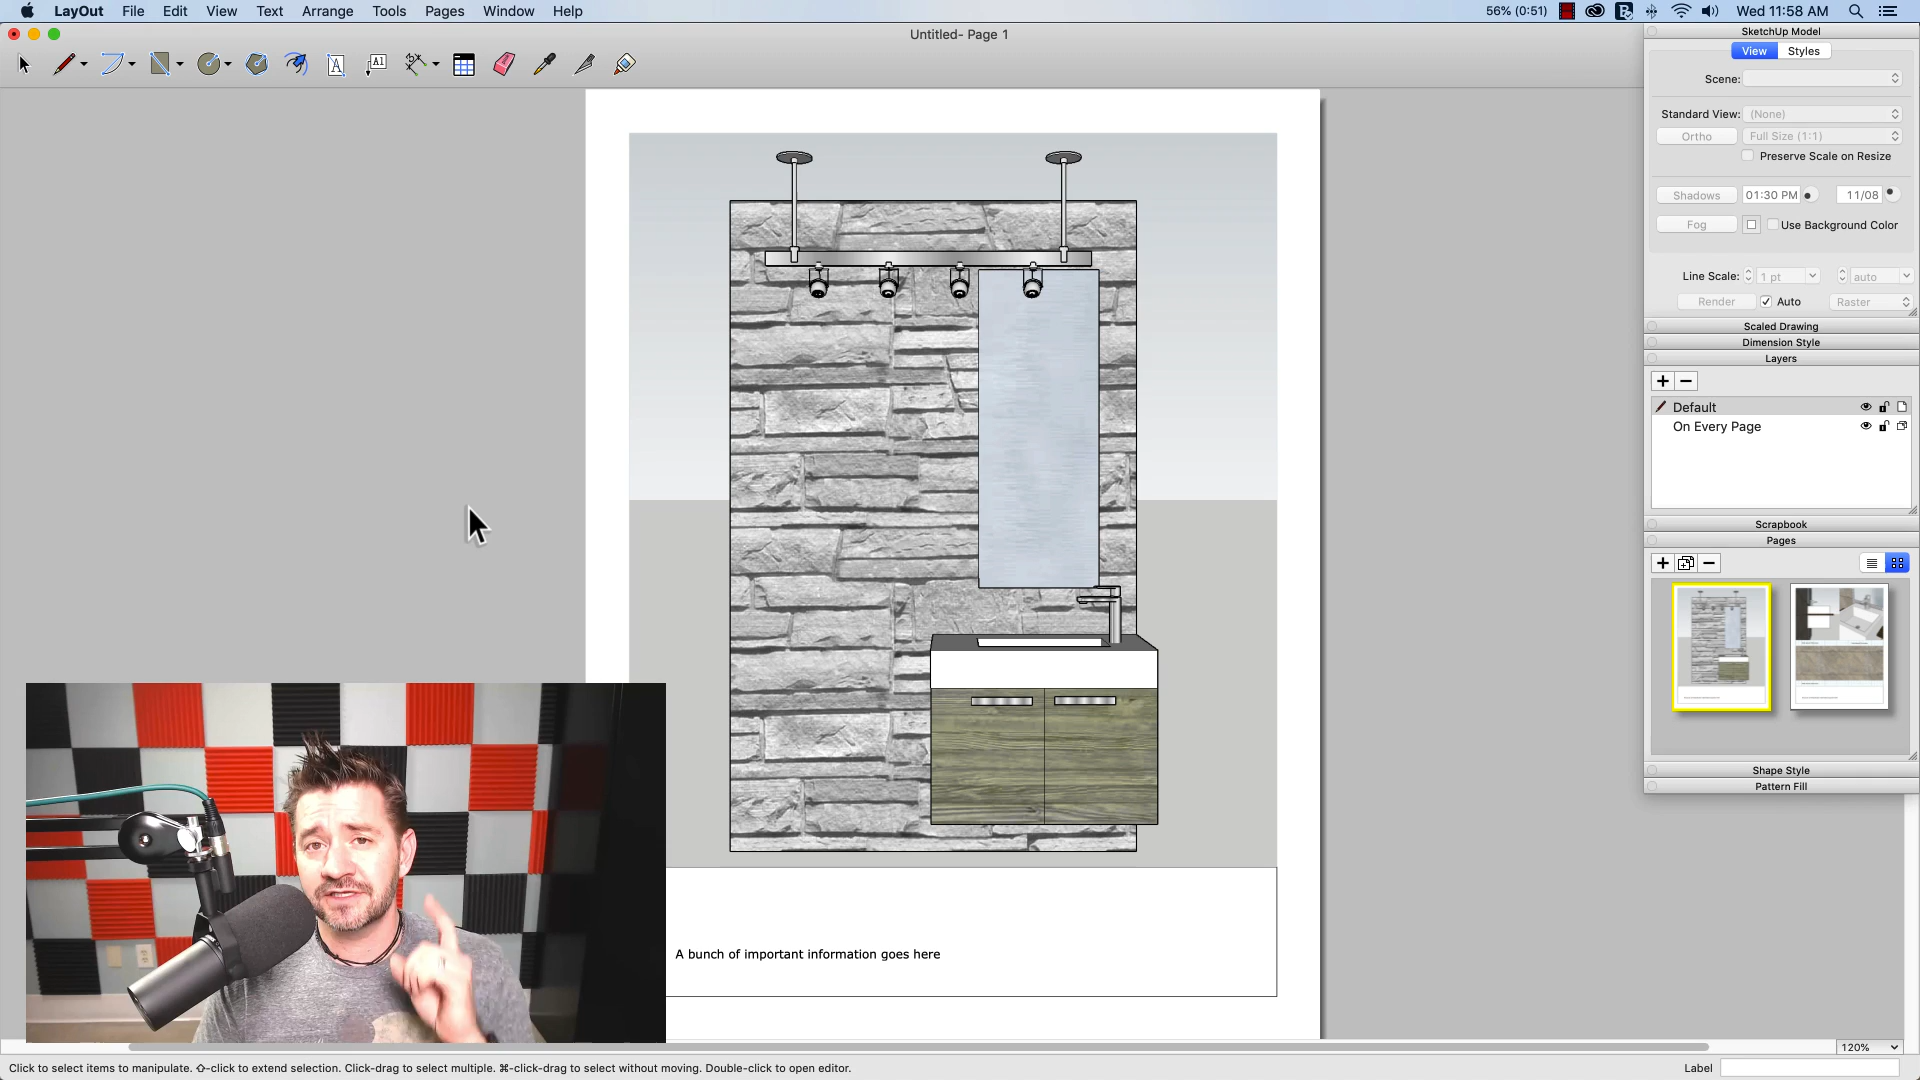 LayOut File Edit View Text Arrange Tools Pages Window Help 56% (0:51) Wed 11:58 AM
Untitled- Page 1
SketchUp Model
View Styles
Scene:
Standard View: (None)
Ortho Full Size (1:1)
Preserve Scale on Resize
Shadows 01:30 PM 11/08
Fog Use Background Color
Line Scale: 1 pt auto
Render Auto Raster
Scaled Drawing
Dimension Style
Layers
Default
On Every Page
Scrapbook
Pages
Shape Style
Pattern Fill
A bunch of important information goes here
120%
Click to select items to manipulate. ⇧-click to extend selection. Click-drag to select multiple. ⌘-click-drag to select without moving. Double-click to open editor. Label